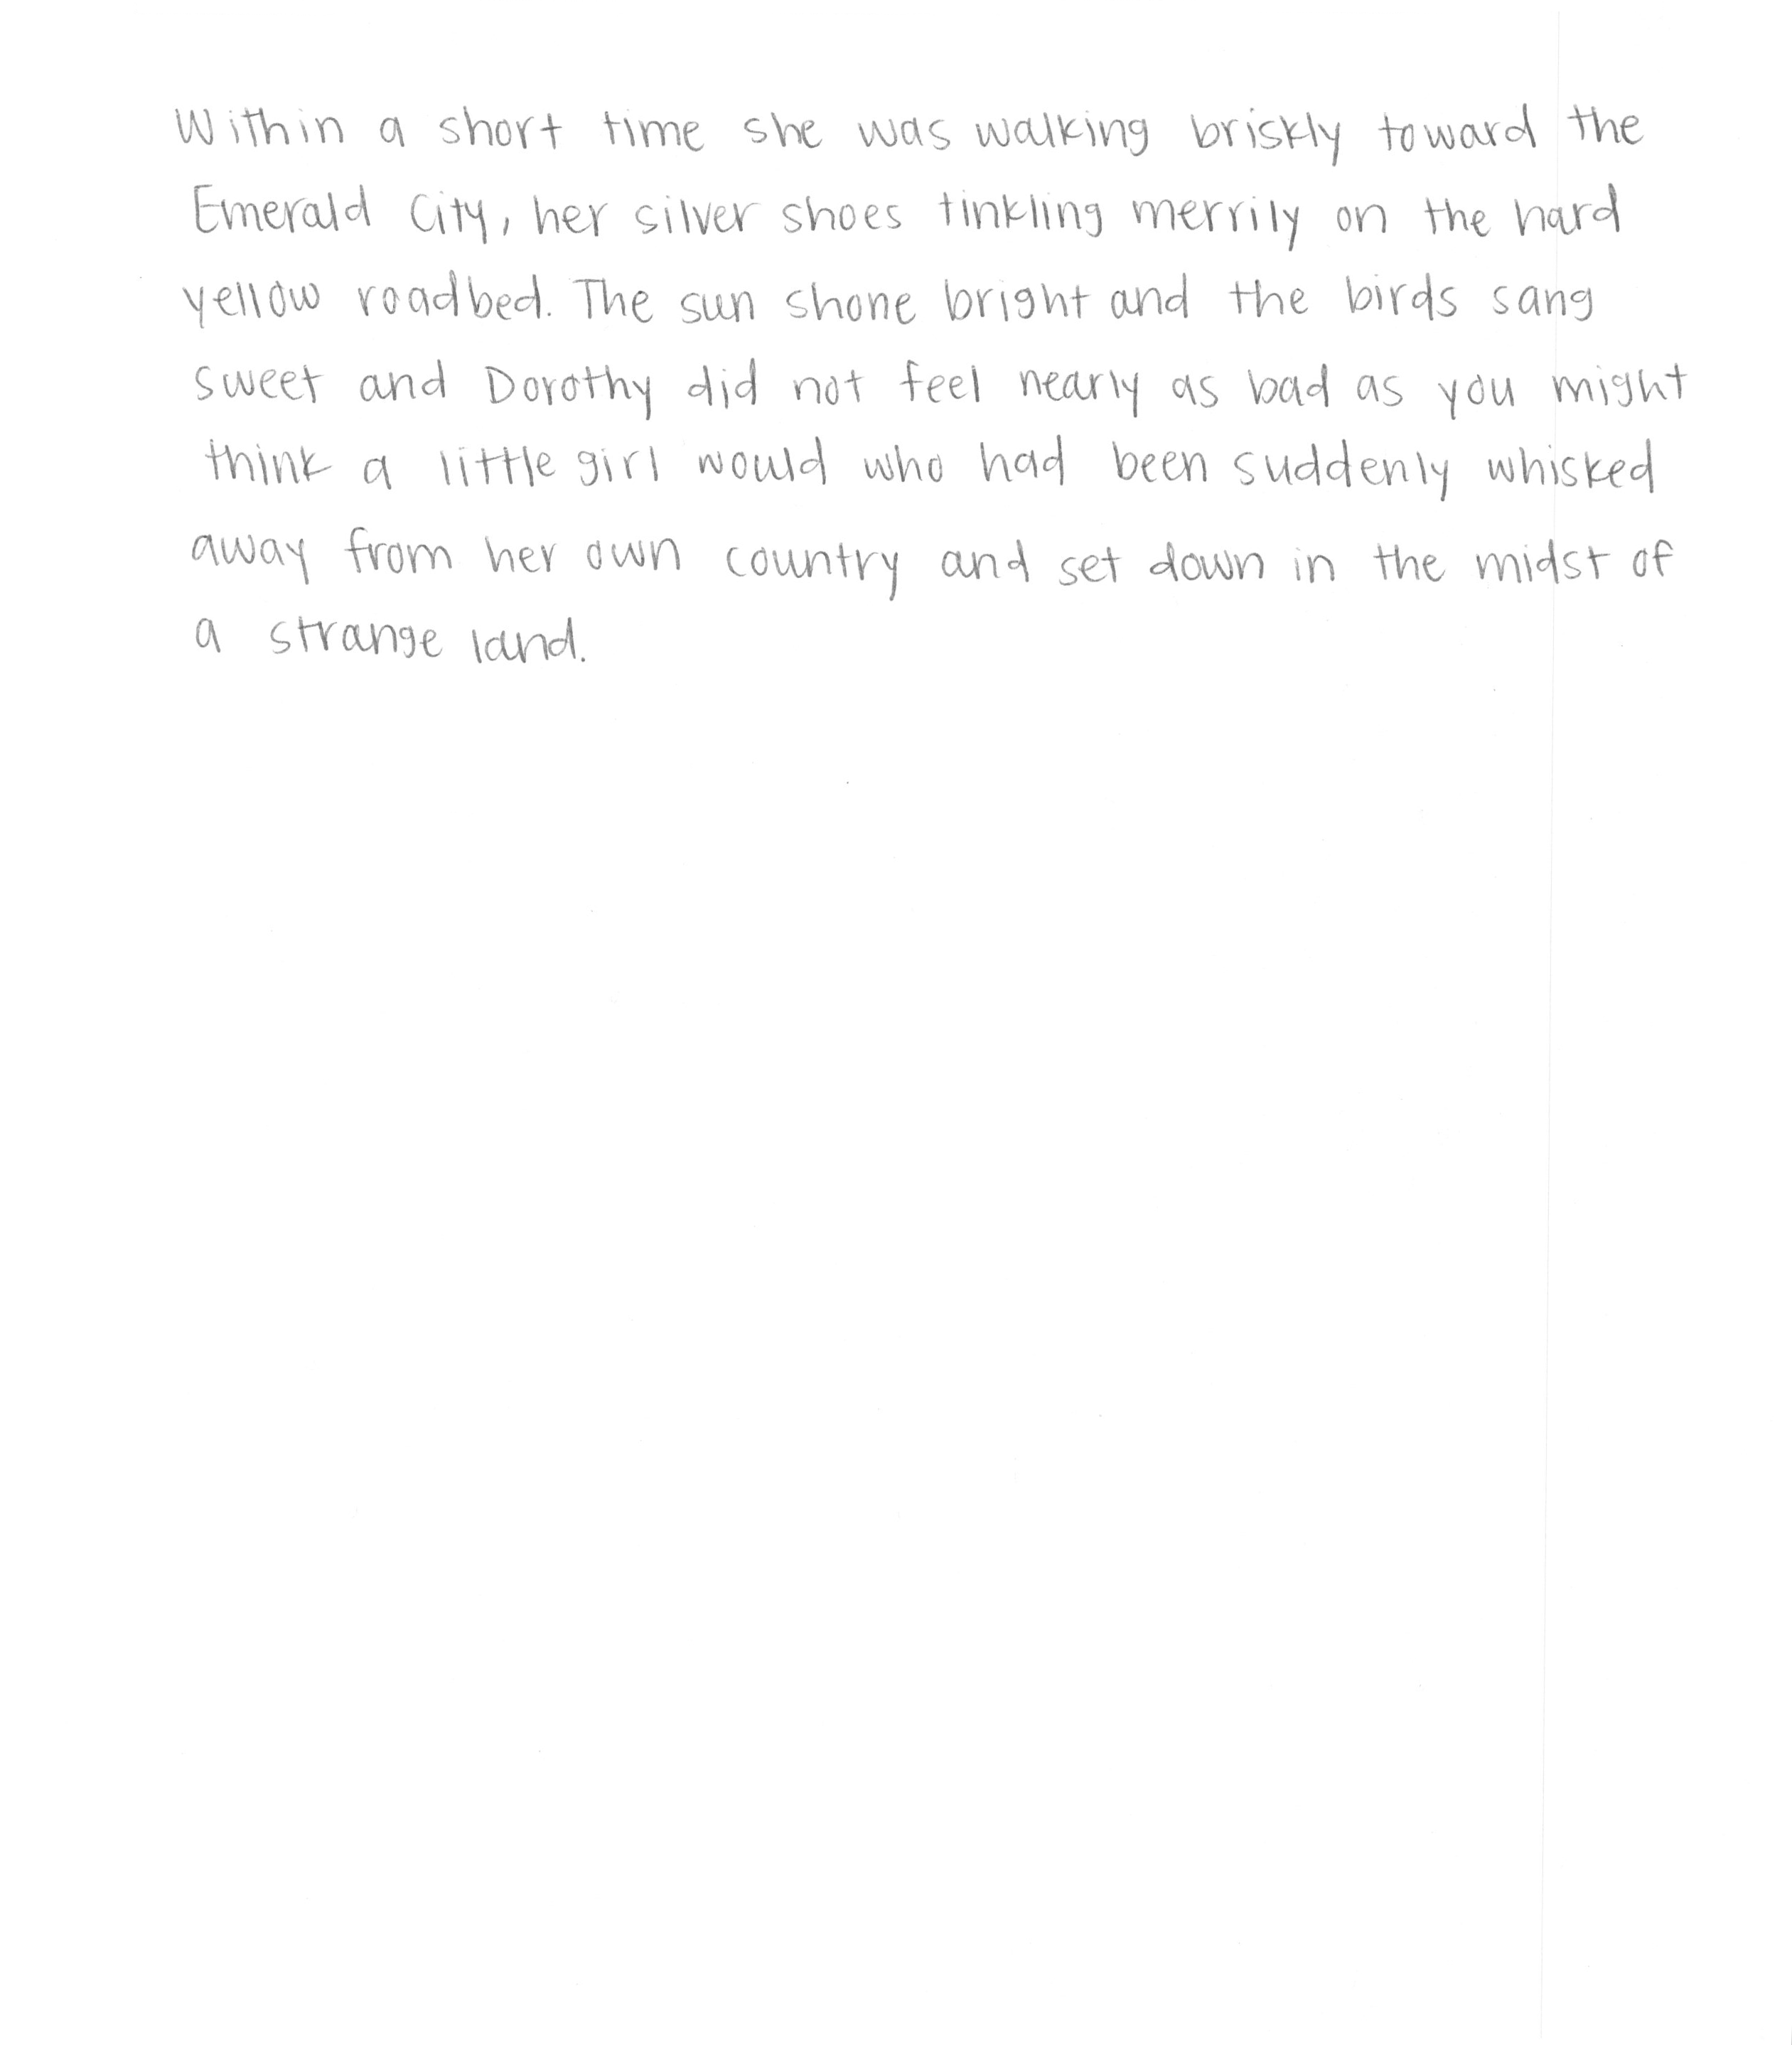 Within a short time she was walking briskly toward the
Emerald City, her silver shoes tinkling merrily on the hard
yellow roadbed. The sun shone bright and the birds sang
sweet and Dorothy did not feel nearly as bad as you might
think a little girl would who had been suddenly whisked
away from her own country and set down in the midst of
a strange land.